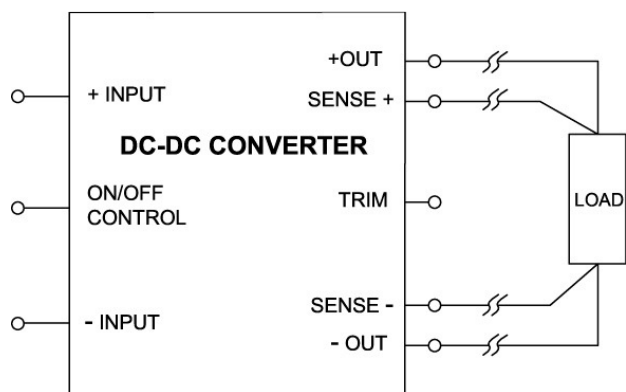 +OUT
+ INPUT
SENSE +
DC-DC CONVERTER
ON/OFF
CONTROL
TRIM
LOAD
SENSE -
- INPUT
- OUT